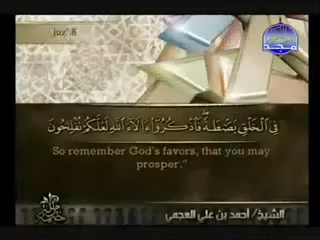 juz' :8
فِي الْخَلْقِ بَصْۜطَةً ۖ فَاذْكُرُوا آلَاءَ اللَّهِ لَعَلَّكُمْ تُفْلِحُونَ
So remember God's favors, that you may
prosper."
الشيخ/ أحمد بن علي العجمي